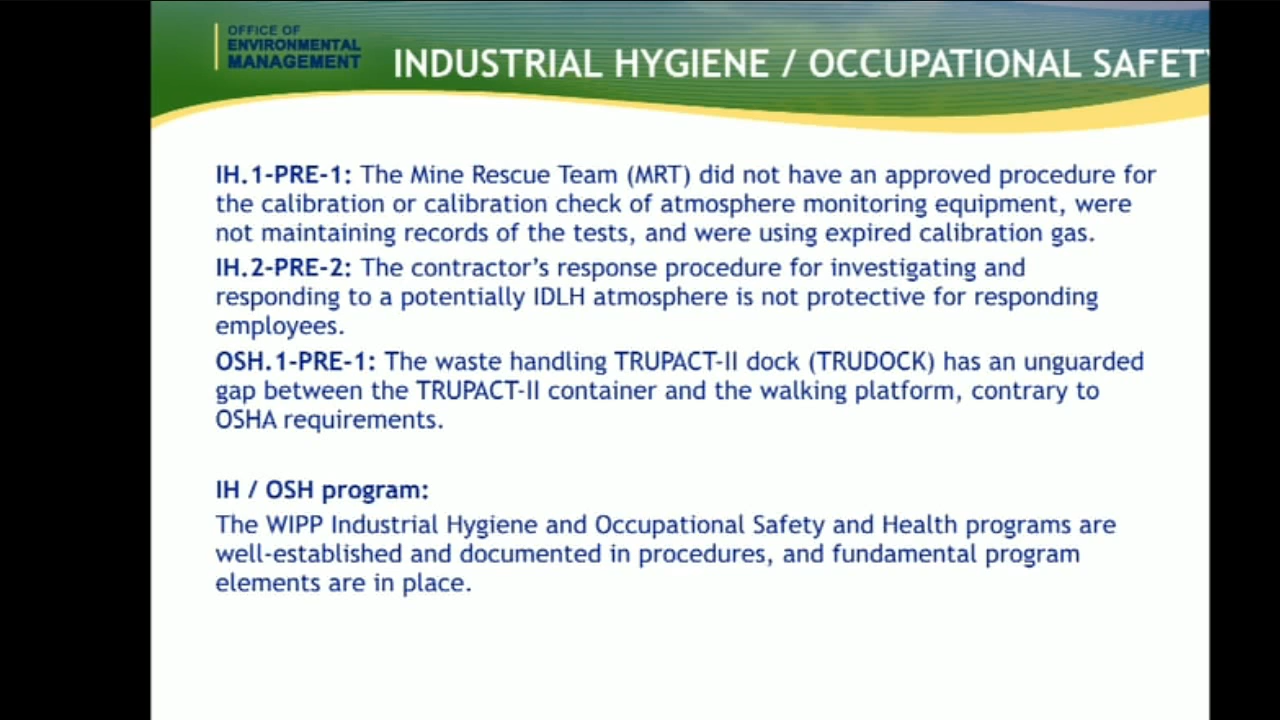 OFFICE OF
ENVIRONMENTAL
MANAGEMENT
INDUSTRIAL HYGIENE / OCCUPATIONAL SAFETY
IH.1-PRE-1: The Mine Rescue Team (MRT) did not have an approved procedure for
the calibration or calibration check of atmosphere monitoring equipment, were
not maintaining records of the tests, and were using expired calibration gas.
IH.2-PRE-2: The contractor's response procedure for investigating and
responding to a potentially IDLH atmosphere is not protective for responding
employees.
OSH.1-PRE-1: The waste handling TRUPACT-II dock (TRUDOCK) has an unguarded
gap between the TRUPACT-II container and the walking platform, contrary to
OSHA requirements.
IH / OSH program:
The WIPP Industrial Hygiene and Occupational Safety and Health programs are
well-established and documented in procedures, and fundamental program
elements are in place.